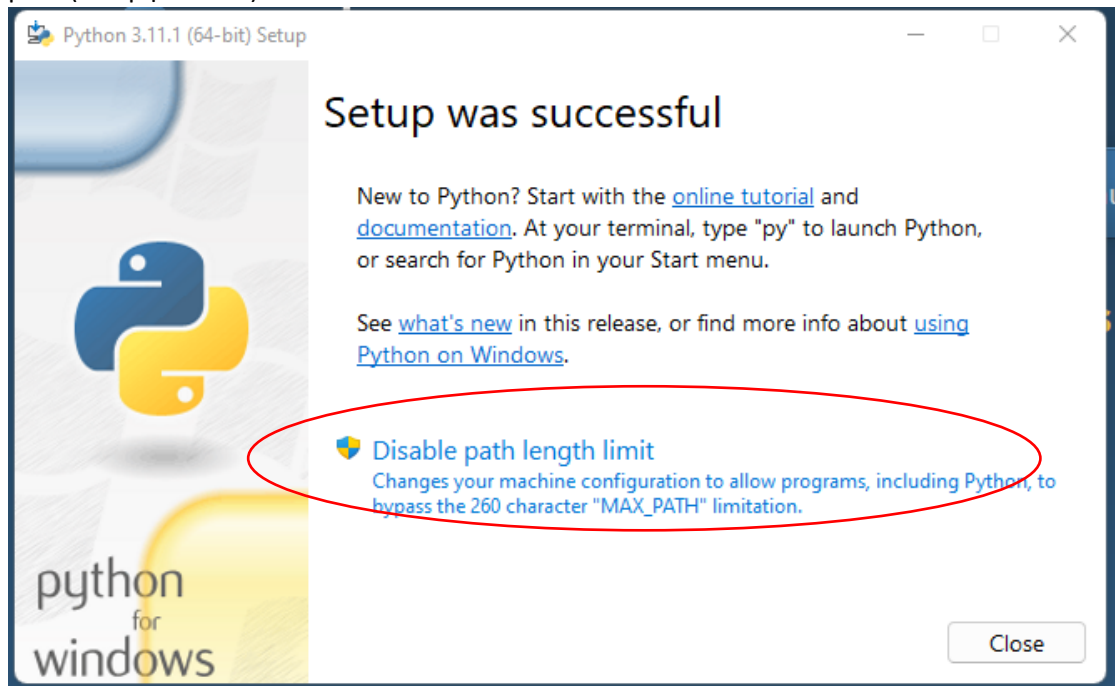 Python 3.11.1 (64-bit) Setup
Setup was successful
New to Python? Start with the online tutorial and
documentation. At your terminal, type "py" to launch Python,
or search for Python in your Start menu.
See what's new in this release, or find more info about using
Python on Windows.
Disable path length limit
Changes your machine configuration to allow programs, including Python, to
bypass the 260 character "MAX_PATH" limitation.
python
for
windows
Close